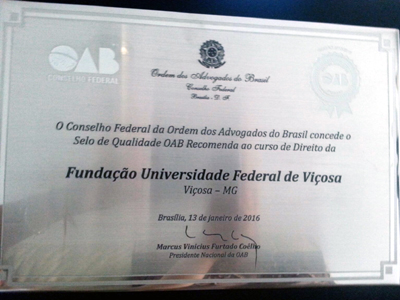 OAB
CONSELHO FEDERAL
Ordem dos Advogados do Brasil
Conselho Federal
Brasília - D. F.
OAB
O Conselho Federal da Ordem dos Advogados do Brasil concede o
Selo de Qualidade OAB Recomenda ao curso de Direito da
Fundação Universidade Federal de Viçosa
Viçosa – MG
Brasília, 13 de janeiro de 2016
Marcus Vinicius Furtado Coêlho
Presidente Nacional da OAB